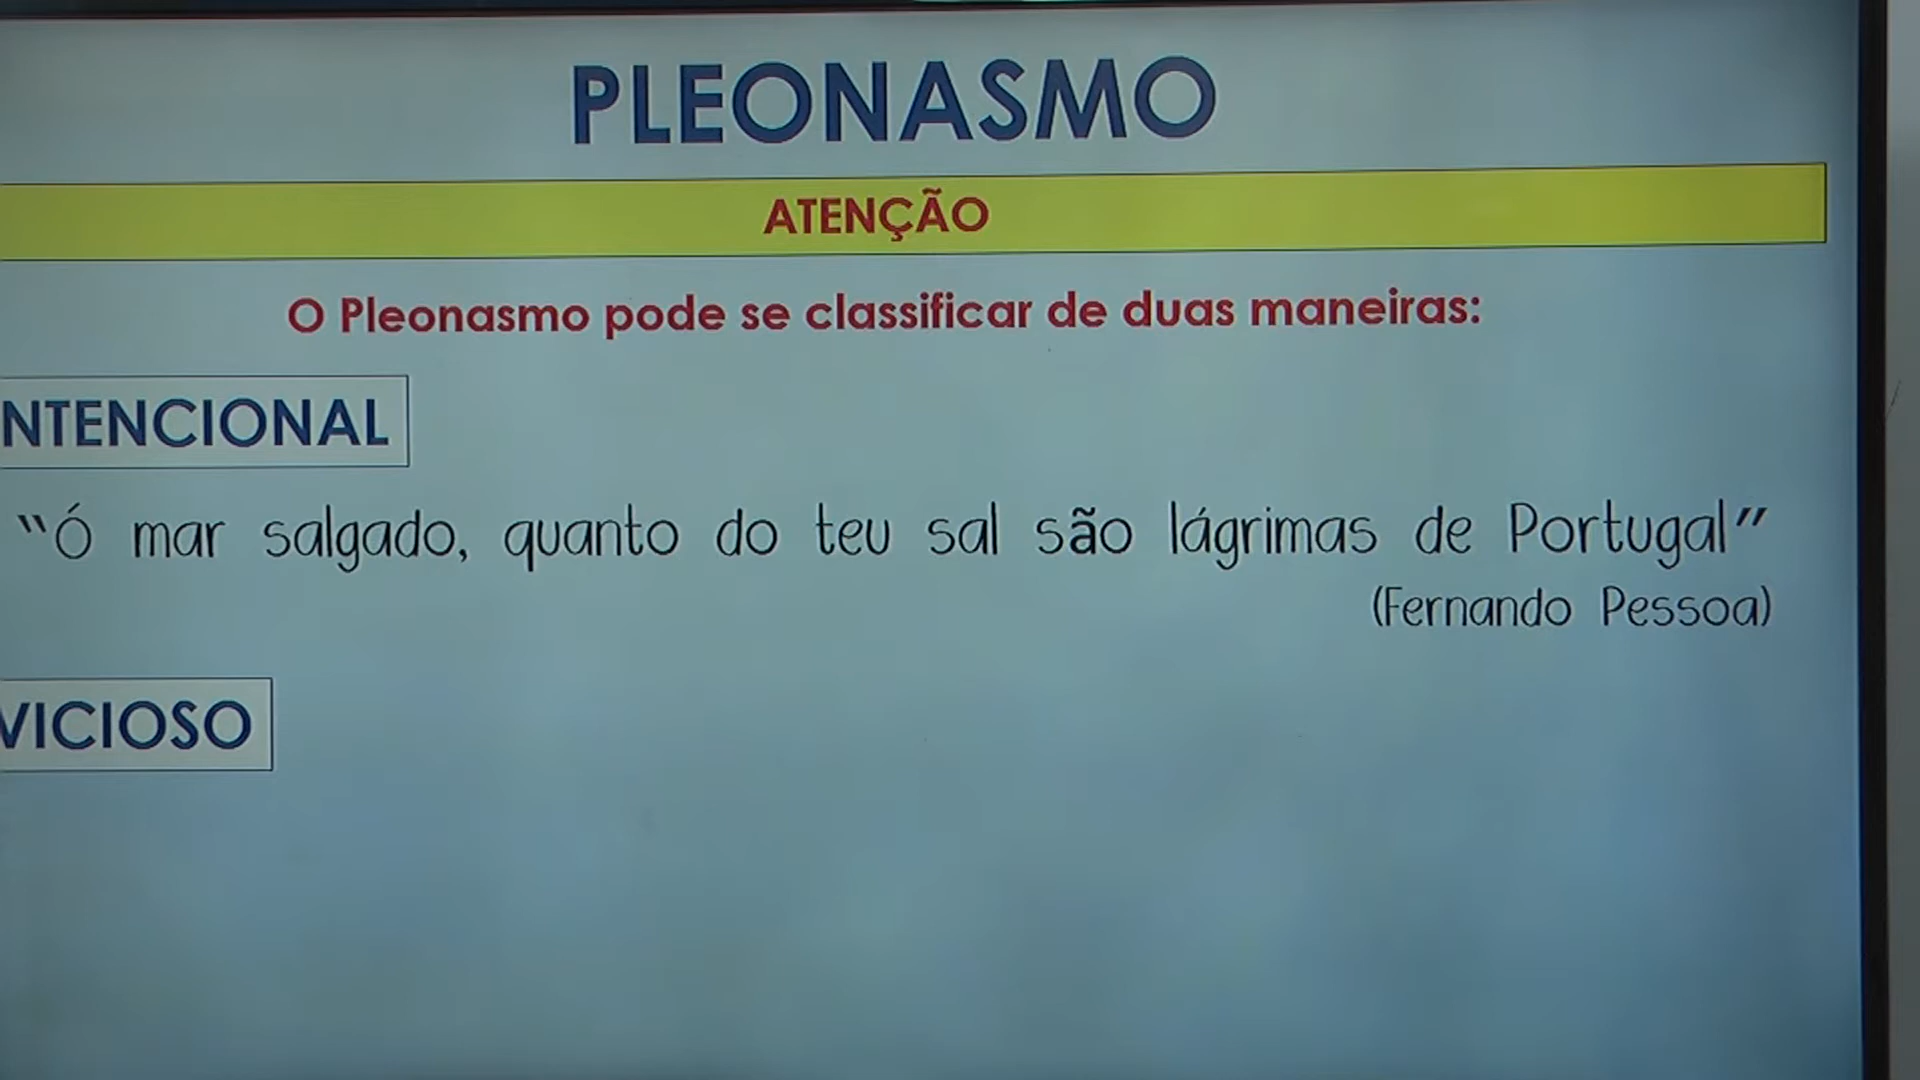 PLEONASMO
ATENÇÃO
O Pleonasmo pode se classificar de duas maneiras:
NTENCIONAL
"Ó mar salgado, quanto do teu sal são lágrimas de Portugal"
(Fernando Pessoa)
VICIOSO